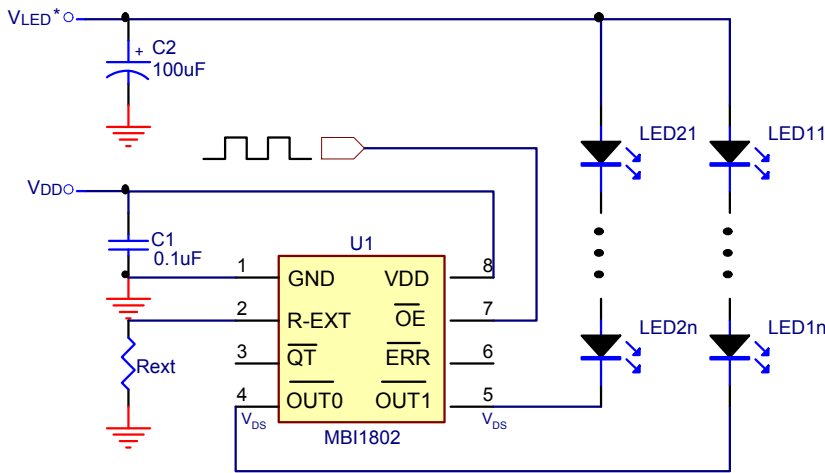 VLED*
+ C2
100uF
LED21
LED11
VDD
C1
0.1uF
U1
1 GND VDD 8
2 R-EXT OE 7
3 QT ERR 6
4 OUT0 OUT1 5
VDS VDS
MBI1802
Rext
LED2n
LED1n